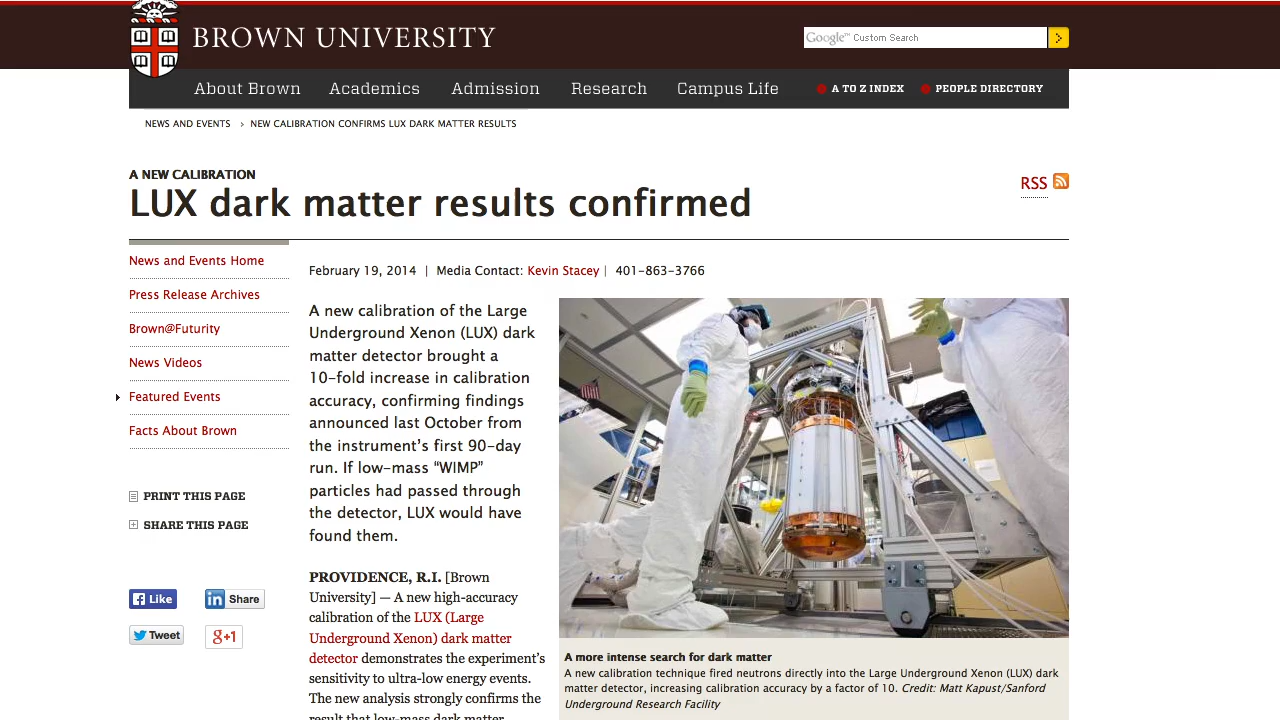 BROWN UNIVERSITY
Google™ Custom Search
About Brown
Academics
Admission
Research
Campus Life
A TO Z INDEX
PEOPLE DIRECTORY
NEWS AND EVENTS › NEW CALIBRATION CONFIRMS LUX DARK MATTER RESULTS
A NEW CALIBRATION
LUX dark matter results confirmed
RSS
News and Events Home
Press Release Archives
Brown@Futurity
News Videos
Featured Events
Facts About Brown
PRINT THIS PAGE
SHARE THIS PAGE
Like
Share
Tweet
g+1
February 19, 2014 | Media Contact: Kevin Stacey | 401-863-3766
A new calibration of the Large
Underground Xenon (LUX) dark
matter detector brought a
10-fold increase in calibration
accuracy, confirming findings
announced last October from
the instrument's first 90-day
run. If low-mass “WIMP”
particles had passed through
the detector, LUX would have
found them.
PROVIDENCE, R.I. [Brown
University] — A new high-accuracy
calibration of the LUX (Large
Underground Xenon) dark matter
detector demonstrates the experiment's
sensitivity to ultra-low energy events.
The new analysis strongly confirms the
result that low-mass dark matter
A more intense search for dark matter
A new calibration technique fired neutrons directly into the Large Underground Xenon (LUX) dark
matter detector, increasing calibration accuracy by a factor of 10. Credit: Matt Kapust/Sanford
Underground Research Facility